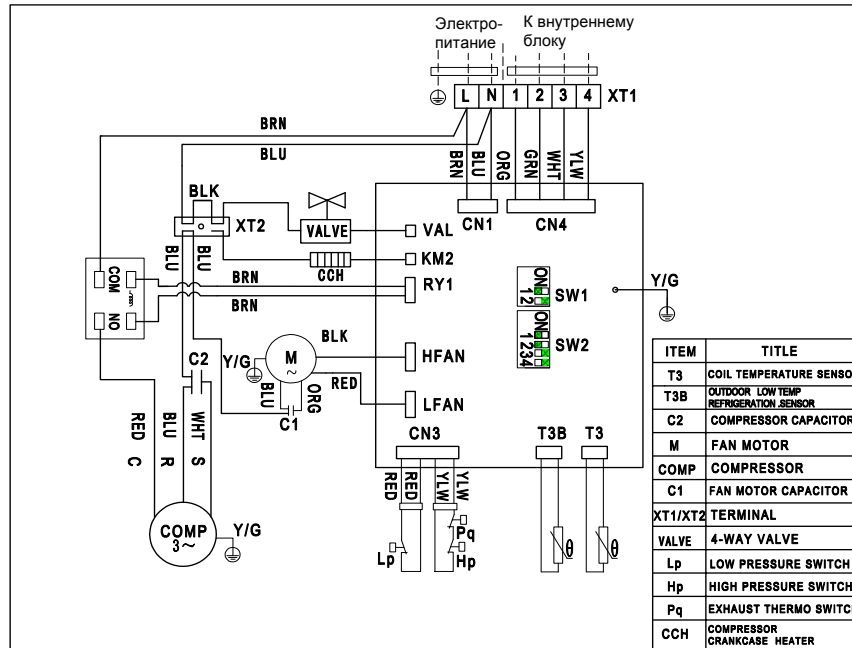 Электро-
питание
К внутреннему
блоку
L N 1 2 3 4 XT1
BRN
BLU
BRN
BLU
ORG
GRN
WHT
YLW
BLK
XT2
VALVE
VAL
CN1
CN4
BLU
BLU
CCH
KM2
COM
NO
BRN
BRN
RY1
ON
12
SW1
ON
1234
SW2
Y/G
BLK
HFAN
M
~
Y/G
RED
LFAN
BLU
ORG
C1
C2
RED C
BLU R
WHT S
COMP
3~
Y/G
CN3
RED
RED
YLW
YLW
Lp
Pq
Hp
T3B
T3
θ
θ
ITEM TITLE
T3 COIL TEMPERATURE SENSO
T3B OUTDOOR LOW TEMP
REFRIGERATION .SENSOR
C2 COMPRESSOR CAPACITOR
M FAN MOTOR
COMP COMPRESSOR
C1 FAN MOTOR CAPACITOR
XT1/XT2 TERMINAL
VALVE 4-WAY VALVE
Lp LOW PRESSURE SWITCH
Hp HIGH PRESSURE SWITCH
Pq EXHAUST THERMO SWITC
CCH COMPRESSOR
CRANKCASE HEATER